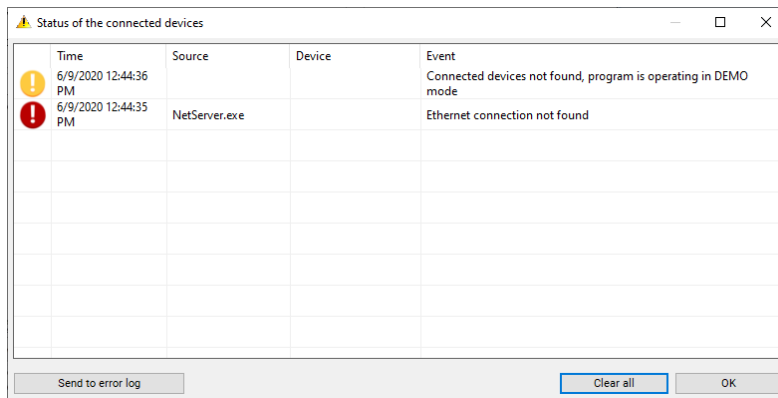 Status of the connected devices
Time Source Device Event
6/9/2020 12:44:36 Connected devices not found, program is operating in DEMO
PM mode
6/9/2020 12:44:35
PM NetServer.exe Ethernet connection not found
Send to error log Clear all OK